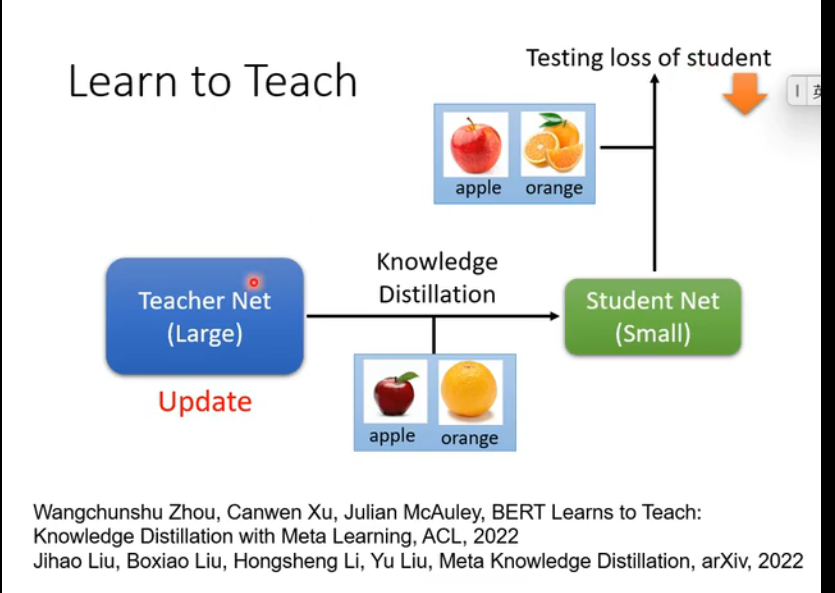 Learn to Teach
Testing loss of student
apple orange
Knowledge
Distillation
Teacher Net
(Large)
Student Net
(Small)
Update
apple orange
Wangchunshu Zhou, Canwen Xu, Julian McAuley, BERT Learns to Teach:
Knowledge Distillation with Meta Learning, ACL, 2022
Jihao Liu, Boxiao Liu, Hongsheng Li, Yu Liu, Meta Knowledge Distillation, arXiv, 2022